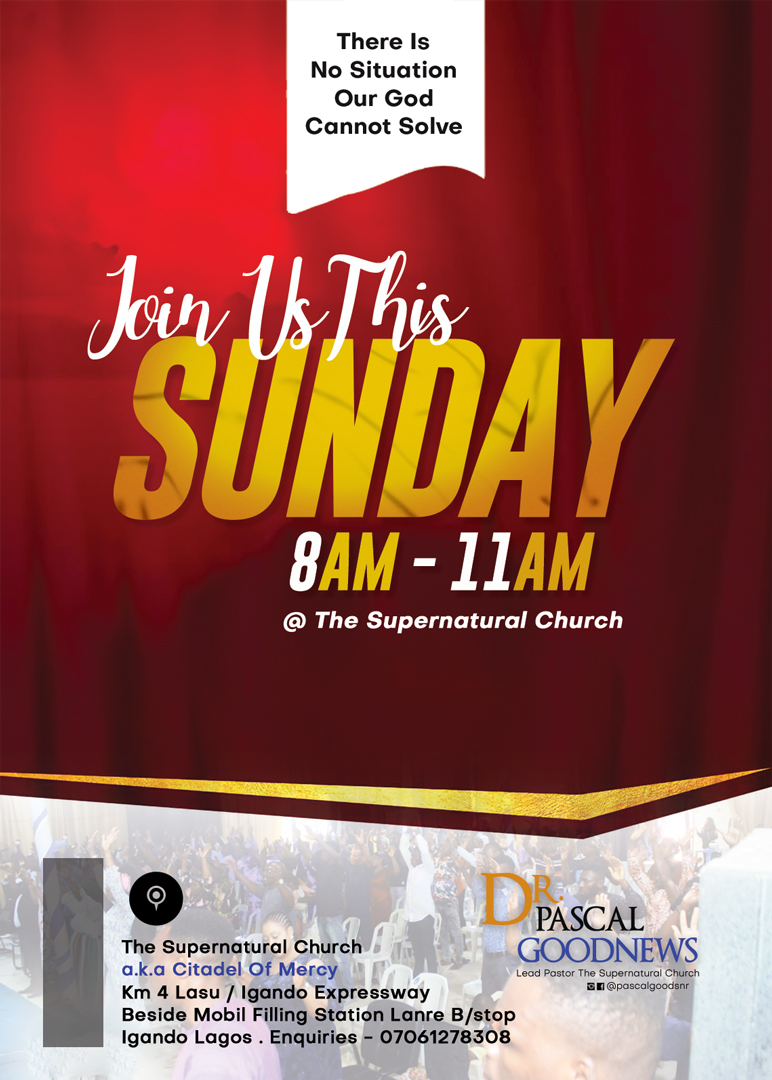 There Is
No Situation
Our God
Cannot Solve
Join Us This
SUNDAY
8AM - 11AM
@ The Supernatural Church
The Supernatural Church
a.k.a Citadel Of Mercy
Km 4 Lasu / Igando Expressway
Beside Mobil Filling Station Lanre B/stop
Igando Lagos . Enquiries - 07061278308
DR.
PASCAL
GOODNEWS
Lead Pastor The Supernatural Church
@pascalgoodsnr